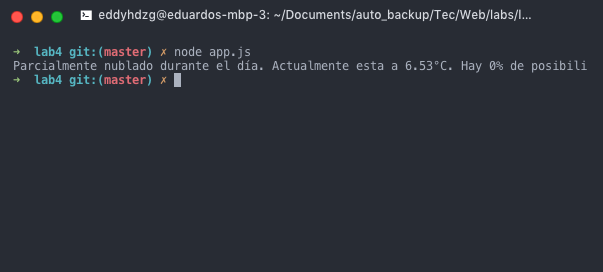 eddyhdzg@eduardos-mbp-3: ~/Documents/auto_backup/Tec/Web/labs/l...
➜ lab4 git:(master) ✗ node app.js
Parcialmente nublado durante el día. Actualmente esta a 6.53°C. Hay 0% de posibili
➜ lab4 git:(master) ✗